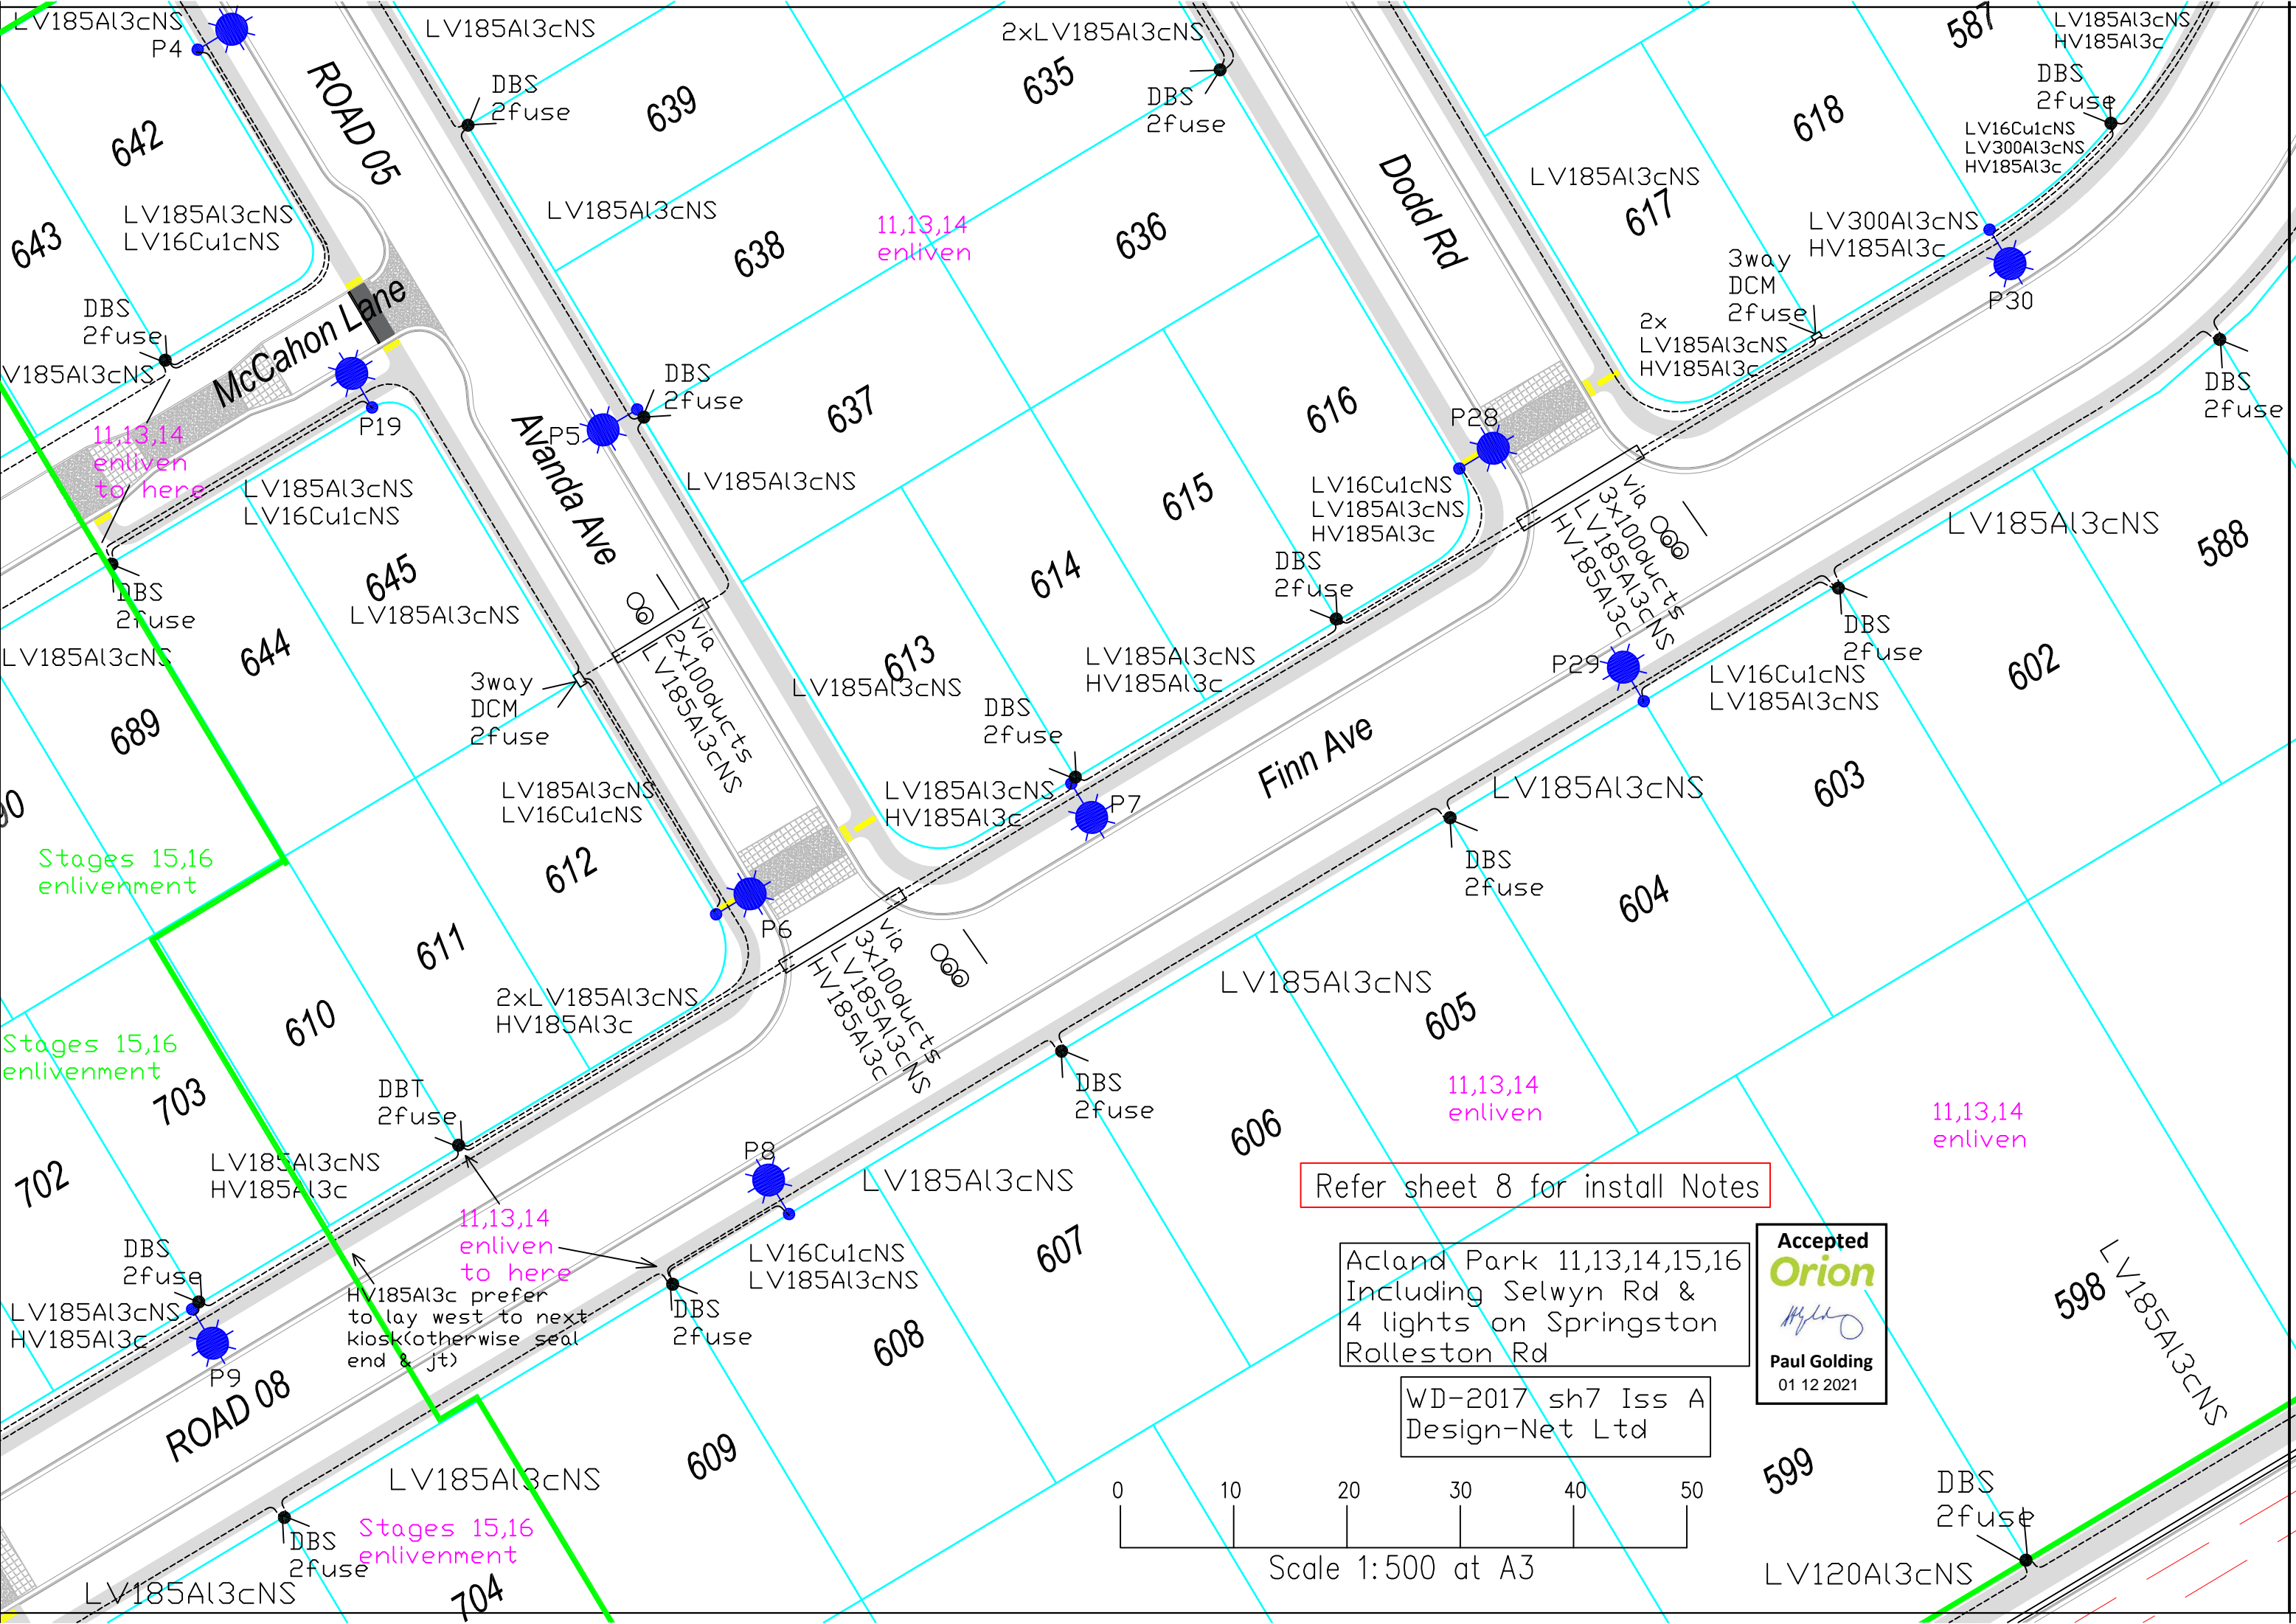 LV185Al3cNS
P4
ROAD 05
LV185Al3cNS
DBS
2fuse
639
2xLV185Al3cNS
635
DBS
2fuse
587
LV185Al3cNS
HV185Al3c
DBS
2fuse
618
LV16Cu1cNS
LV300Al3cNS
HV185Al3c
642
643
LV185Al3cNS
LV16Cu1cNS
LV185Al3cNS
638
11,13,14
enliven
636
Dodd Rd
LV185Al3cNS
617
LV300Al3cNS
HV185Al3c
P30
3way
DCM
2fuse
2x
LV185Al3cNS
HV185Al3c
DBS
2fuse
DBS
2fuse
V185Al3cNS
McCahon Lane
P19
11,13,14
enliven
to here
LV185Al3cNS
LV16Cu1cNS
DBS
2fuse
P5
Avanda Ave
DBS
2fuse
637
LV185Al3cNS
616
P28
615
LV16Cu1cNS
LV185Al3cNS
HV185Al3c
via
3x100ducts
LV185Al3cNS
HV185Al3c
LV185Al3cNS
588
645
LV185Al3cNS
644
LV185Al3cNS
689
90
3way
DCM
2fuse
via
2x100ducts
LV185Al3cNS
614
613
LV185Al3cNS
DBS
2fuse
LV185Al3cNS
HV185Al3c
DBS
2fuse
P29
DBS
2fuse
LV16Cu1cNS
LV185Al3cNS
602
Finn Ave
LV185Al3cNS
603
DBS
2fuse
604
LV185Al3cNS
LV16Cu1cNS
612
LV185Al3cNS
HV185Al3c
P7
P6
Stages 15,16
enlivenment
611
610
2xLV185Al3cNS
HV185Al3c
via
3x100ducts
LV185Al3cNS
HV185Al3c
LV185Al3cNS
605
Stages 15,16
enlivenment
703
702
DBT
2fuse
DBS
2fuse
606
11,13,14
enliven
11,13,14
enliven
LV185Al3cNS
HV185Al3c
P8
LV185Al3cNS
607
Refer sheet 8 for install Notes
11,13,14
enliven
to here
LV16Cu1cNS
LV185Al3cNS
DBS
2fuse
LV185Al3cNS
HV185Al3c
P9
ROAD 08
HV185Al3c prefer
to lay west to next
kiosk(otherwise seal
end & jt)
DBS
2fuse
608
Acland Park 11,13,14,15,16
Including Selwyn Rd &
4 lights on Springston
Rolleston Rd
Accepted
Orion
Paul Golding
01 12 2021
WD-2017 sh7 Iss A
Design-Net Ltd
598
LV185Al3cNS
599
609
LV185Al3cNS
DBS
2fuse
Stages 15,16
enlivenment
704
LV185Al3cNS
0 10 20 30 40 50
Scale 1:500 at A3
DBS
2fuse
LV120Al3cNS